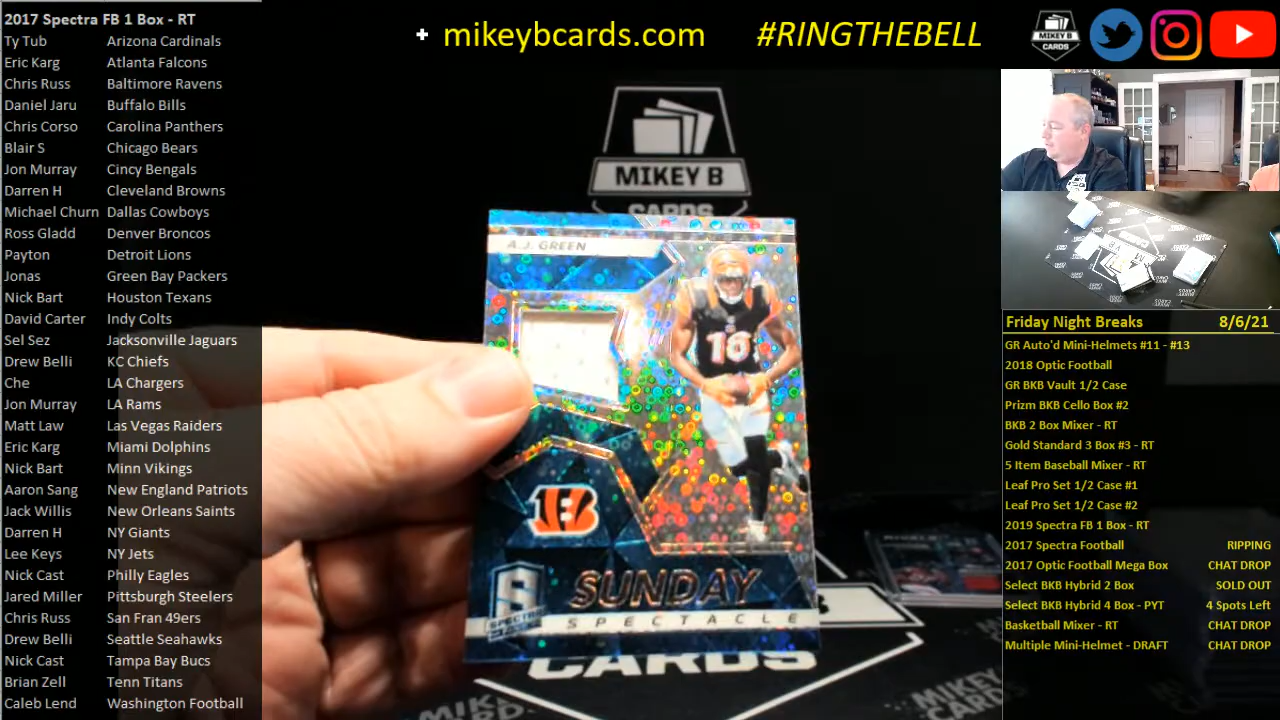 2017 Spectra FB 1 Box - RT
Ty Tub Arizona Cardinals
Eric Karg Atlanta Falcons
Chris Russ Baltimore Ravens
Daniel Jaru Buffalo Bills
Chris Corso Carolina Panthers
Blair S Chicago Bears
Jon Murray Cincy Bengals
Darren H Cleveland Browns
Michael Churn Dallas Cowboys
Ross Gladd Denver Broncos
Payton Detroit Lions
Jonas Green Bay Packers
Nick Bart Houston Texans
David Carter Indy Colts
Sel Sez Jacksonville Jaguars
Drew Belli KC Chiefs
Che LA Chargers
Jon Murray LA Rams
Matt Law Las Vegas Raiders
Eric Karg Miami Dolphins
Nick Bart Minn Vikings
Aaron Sang New England Patriots
Jack Willis New Orleans Saints
Darren H NY Giants
Lee Keys NY Jets
Nick Cast Philly Eagles
Jared Miller Pittsburgh Steelers
Chris Russ San Fran 49ers
Drew Belli Seattle Seahawks
Nick Cast Tampa Bay Bucs
Brian Zell Tenn Titans
Caleb Lend Washington Football
+ mikeybcards.com #RINGTHEBELL
MIKEY B
CARDS
MIKEY B
CARDS
A.J. GREEN
18
B
SUNDAY
SPECTACLE
CARDS
MIKEY
CARDS
Friday Night Breaks 8/6/21
GR Auto'd Mini-Helmets #11 - #13
2018 Optic Football
GR BKB Vault 1/2 Case
Prizm BKB Cello Box #2
BKB 2 Box Mixer - RT
Gold Standard 3 Box #3 - RT
5 Item Baseball Mixer - RT
Leaf Pro Set 1/2 Case #1
Leaf Pro Set 1/2 Case #2
2019 Spectra FB 1 Box - RT
2017 Spectra Football RIPPING
2017 Optic Football Mega Box CHAT DROP
Select BKB Hybrid 2 Box SOLD OUT
Select BKB Hybrid 4 Box - PYT 4 Spots Left
Basketball Mixer - RT CHAT DROP
Multiple Mini-Helmet - DRAFT CHAT DROP